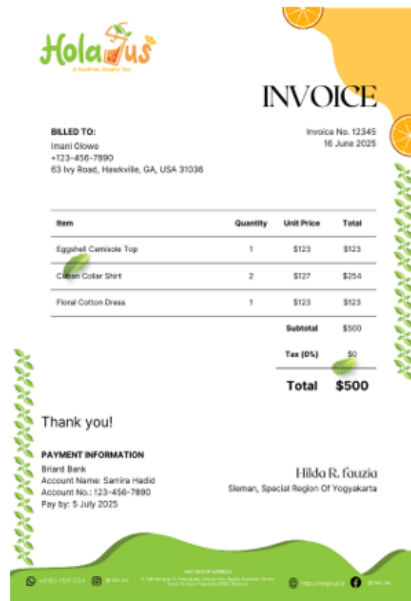 HolaJus
INVOICE
BILLED TO:
Imani Olowe
+123-456-7890
63 Ivy Road, Hawkville, GA, USA 31036
Invoice No. 12345
16 June 2025
Item Quantity Unit Price Total
Eggshell Camisole Top 1 $123 $123
Cuban Collar Shirt 2 $127 $254
Floral Cotton Dress 1 $123 $123
Subtotal $500
Tax (0%) $0
Total $500
Thank you!
PAYMENT INFORMATION
Briard Bank
Account Name: Samira Hadid
Account No.: 123-456-7890
Pay by: 5 July 2025
Hilda R. fauzia
Sleman, Special Region Of Yogyakarta